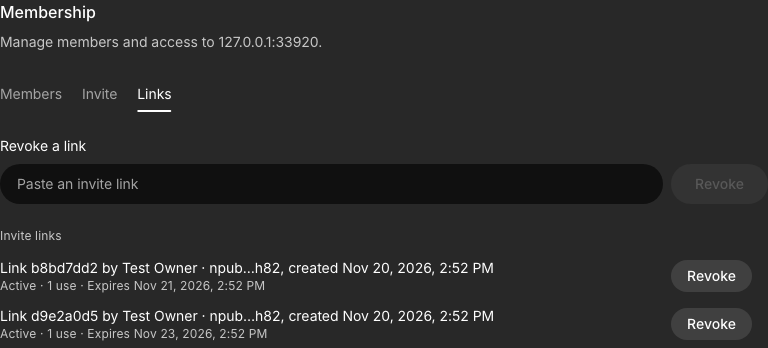 Membership
Manage members and access to 127.0.0.1:33920.
Members Invite Links
Revoke a link
Paste an invite link Revoke
Invite links
Link b8bd7dd2 by Test Owner · npub...h82, created Nov 20, 2026, 2:52 PM
Active · 1 use · Expires Nov 21, 2026, 2:52 PM
Revoke
Link d9e2a0d5 by Test Owner · npub...h82, created Nov 20, 2026, 2:52 PM
Active · 1 use · Expires Nov 23, 2026, 2:52 PM
Revoke